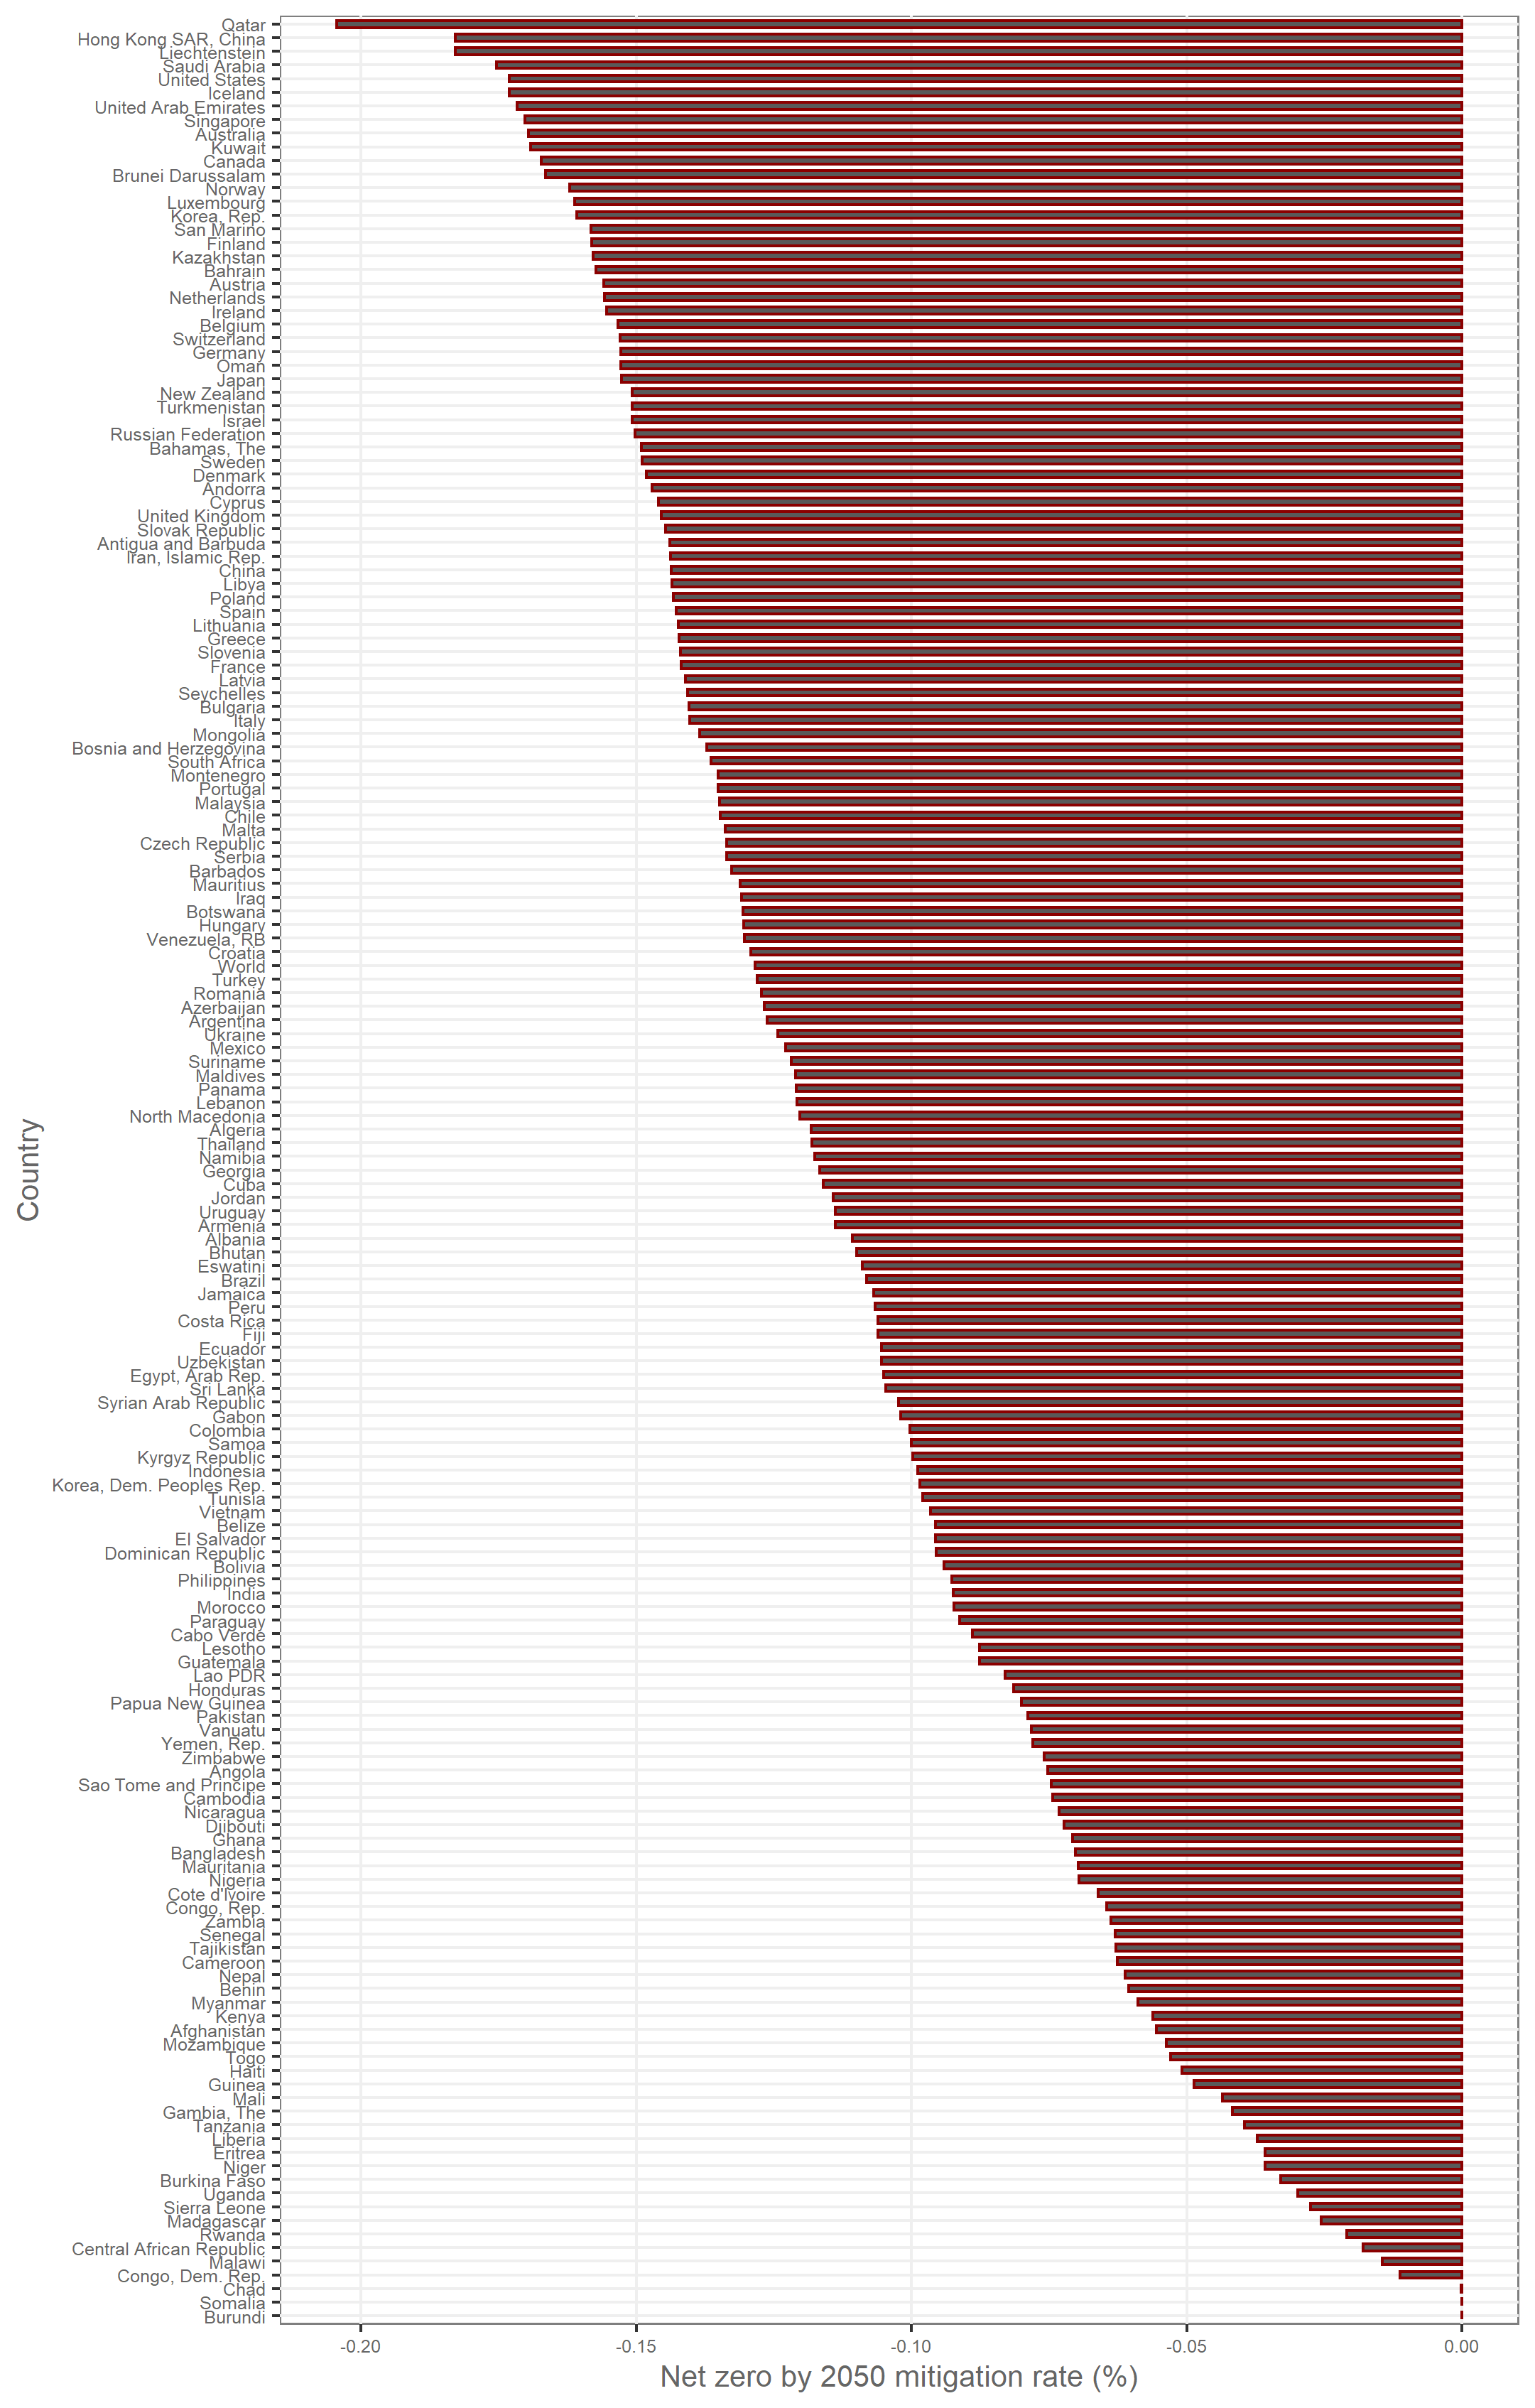 Qatar
Hong Kong SAR, China
Liechtenstein
Saudi Arabia
United States
Iceland
United Arab Emirates
Singapore
Australia
Kuwait
Canada
Brunei Darussalam
Norway
Luxembourg
Korea, Rep.
San Marino
Finland
Kazakhstan
Bahrain
Austria
Netherlands
Ireland
Belgium
Switzerland
Germany
Oman
Japan
New Zealand
Turkmenistan
Israel
Russian Federation
Bahamas, The
Sweden
Denmark
Andorra
Cyprus
United Kingdom
Slovak Republic
Antigua and Barbuda
Iran, Islamic Rep.
China
Libya
Poland
Spain
Lithuania
Greece
Slovenia
France
Latvia
Seychelles
Bulgaria
Italy
Mongolia
Bosnia and Herzegovina
South Africa
Montenegro
Portugal
Malaysia
Chile
Malta
Czech Republic
Serbia
Barbados
Mauritius
Iraq
Botswana
Hungary
Venezuela, RB
Croatia
World
Turkey
Romania
Azerbaijan
Argentina
Ukraine
Mexico
Suriname
Maldives
Panama
Lebanon
North Macedonia
Algeria
Thailand
Namibia
Georgia
Cuba
Jordan
Uruguay
Armenia
Albania
Bhutan
Eswatini
Brazil
Jamaica
Peru
Costa Rica
Fiji
Ecuador
Uzbekistan
Egypt, Arab Rep.
Sri Lanka
Syrian Arab Republic
Gabon
Colombia
Samoa
Kyrgyz Republic
Indonesia
Korea, Dem. Peoples Rep.
Tunisia
Vietnam
Belize
El Salvador
Dominican Republic
Bolivia
Philippines
India
Morocco
Paraguay
Cabo Verde
Lesotho
Guatemala
Lao PDR
Honduras
Papua New Guinea
Pakistan
Vanuatu
Yemen, Rep.
Zimbabwe
Angola
Sao Tome and Principe
Cambodia
Nicaragua
Djibouti
Ghana
Bangladesh
Mauritania
Nigeria
Cote d'Ivoire
Congo, Rep.
Zambia
Senegal
Tajikistan
Cameroon
Nepal
Benin
Myanmar
Kenya
Afghanistan
Mozambique
Togo
Haiti
Guinea
Mali
Gambia, The
Tanzania
Liberia
Eritrea
Niger
Burkina Faso
Uganda
Sierra Leone
Madagascar
Rwanda
Central African Republic
Malawi
Congo, Dem. Rep.
Chad
Somalia
Burundi
Country
-0.20 -0.15 -0.10 -0.05 0.00
Net zero by 2050 mitigation rate (%)